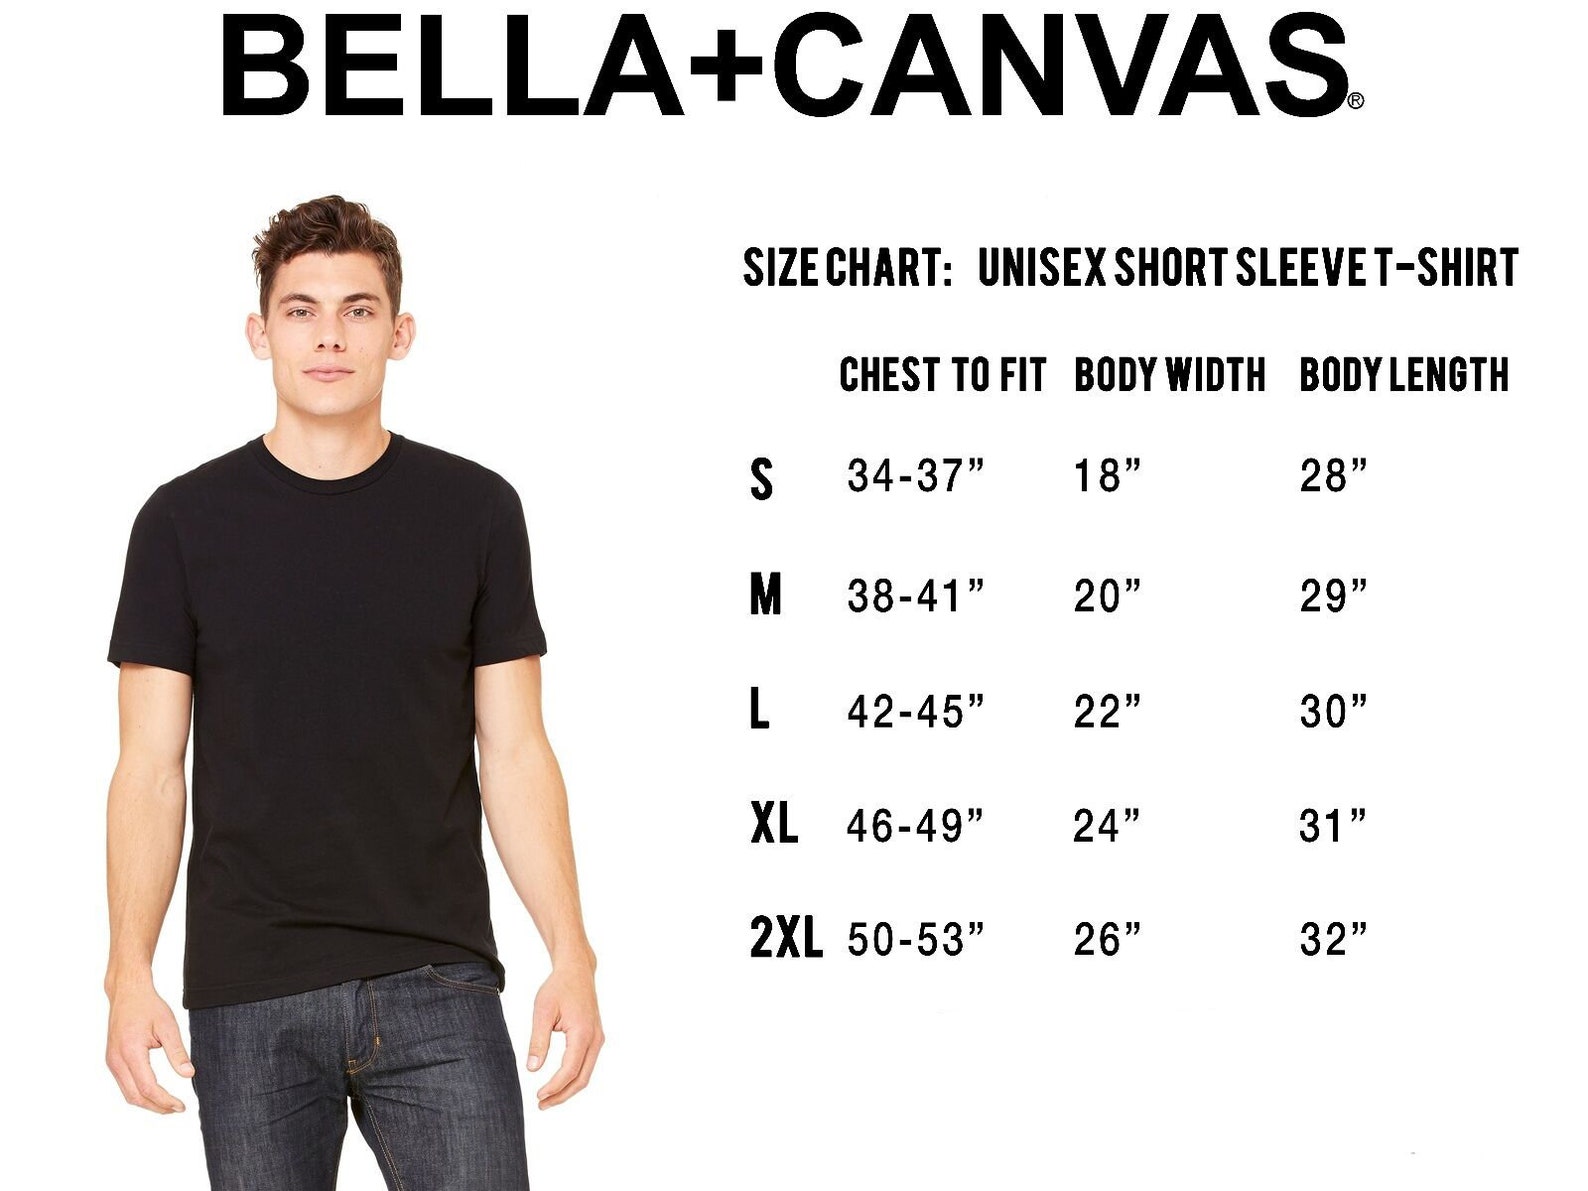 BELLA+CANVAS®
SIZE CHART: UNISEX SHORT SLEEVE T-SHIRT
CHEST TO FIT BODY WIDTH BODY LENGTH
S 34-37” 18” 28”
M 38-41” 20” 29”
L 42-45” 22” 30”
XL 46-49” 24” 31”
2XL 50-53” 26” 32”